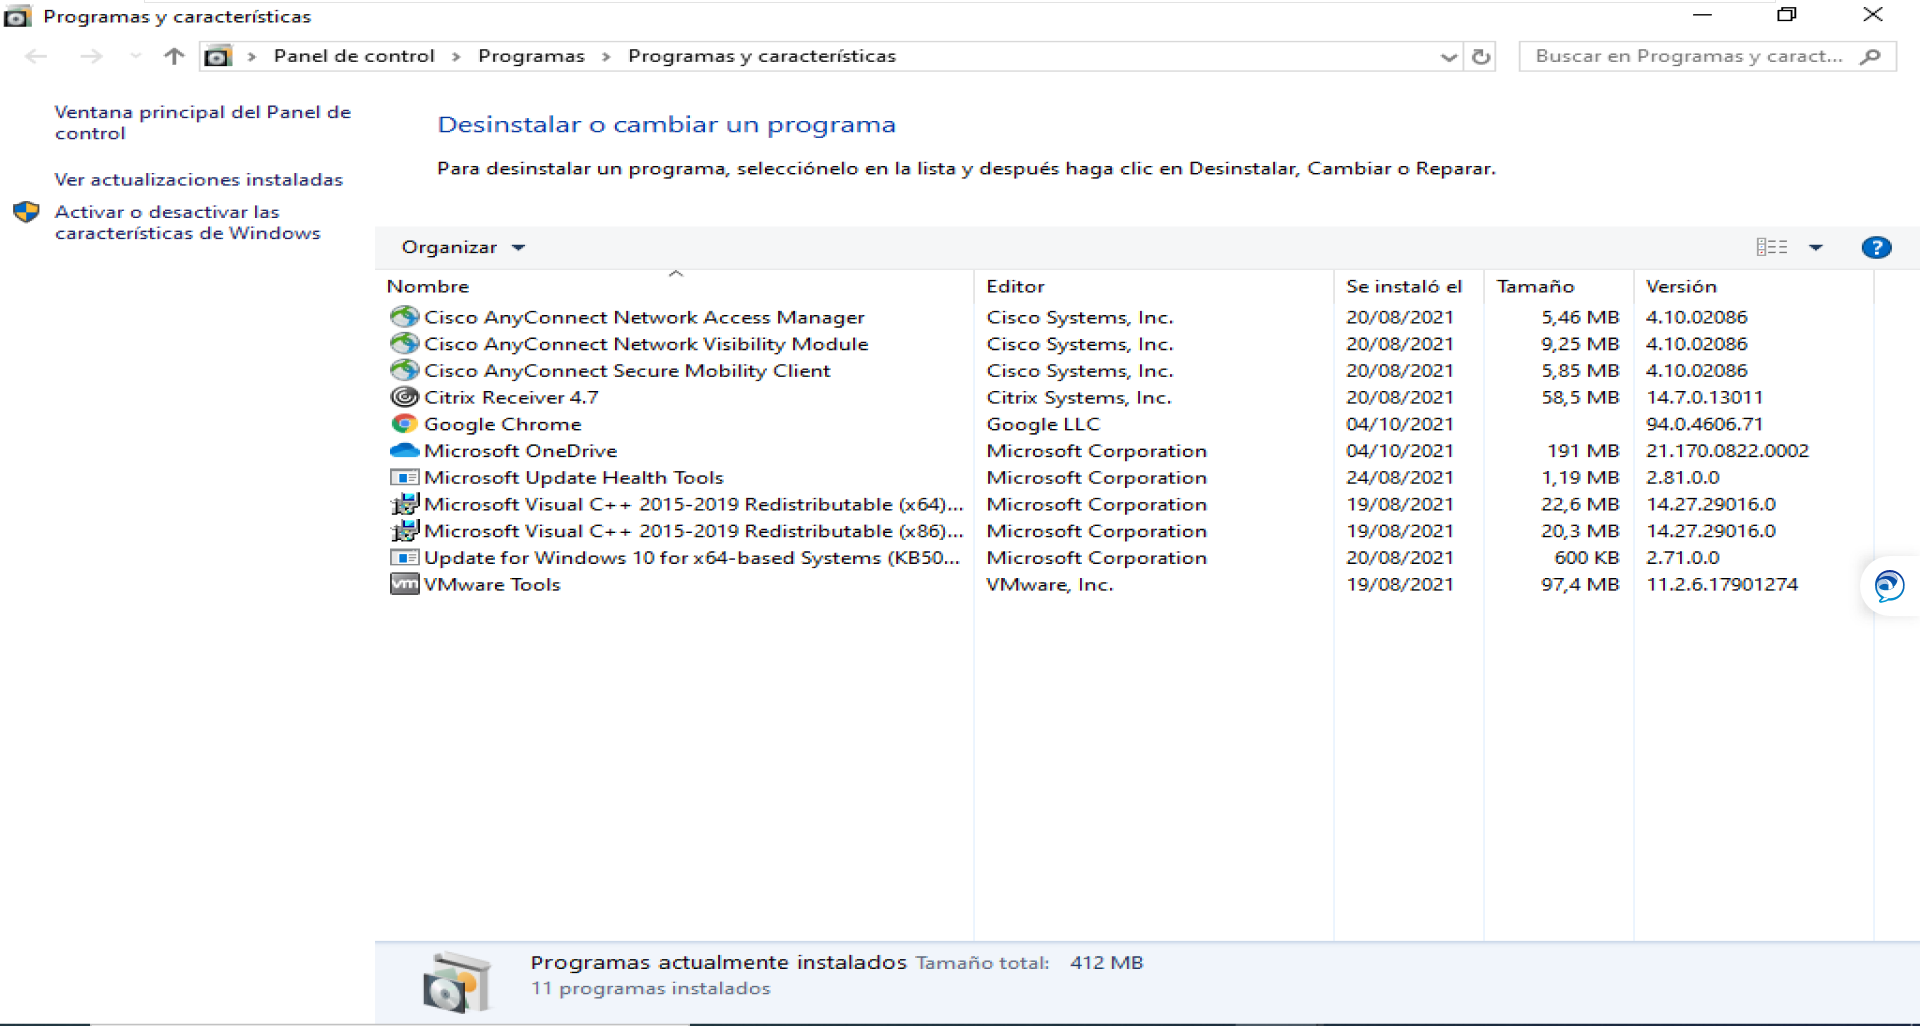 Programas y características
Panel de control > Programas > Programas y características
Buscar en Programas y caract...
Ventana principal del Panel de
control
Ver actualizaciones instaladas
Activar o desactivar las
características de Windows
Desinstalar o cambiar un programa
Para desinstalar un programa, selecciónelo en la lista y después haga clic en Desinstalar, Cambiar o Reparar.
Organizar
?
Nombre Editor Se instaló el Tamaño Versión
Cisco AnyConnect Network Access Manager Cisco Systems, Inc. 20/08/2021 5,46 MB 4.10.02086
Cisco AnyConnect Network Visibility Module Cisco Systems, Inc. 20/08/2021 9,25 MB 4.10.02086
Cisco AnyConnect Secure Mobility Client Cisco Systems, Inc. 20/08/2021 5,85 MB 4.10.02086
Citrix Receiver 4.7 Citrix Systems, Inc. 20/08/2021 58,5 MB 14.7.0.13011
Google Chrome Google LLC 04/10/2021 94.0.4606.71
Microsoft OneDrive Microsoft Corporation 04/10/2021 191 MB 21.170.0822.0002
Microsoft Update Health Tools Microsoft Corporation 24/08/2021 1,19 MB 2.81.0.0
Microsoft Visual C++ 2015-2019 Redistributable (x64)... Microsoft Corporation 19/08/2021 22,6 MB 14.27.29016.0
Microsoft Visual C++ 2015-2019 Redistributable (x86)... Microsoft Corporation 19/08/2021 20,3 MB 14.27.29016.0
Update for Windows 10 for x64-based Systems (KB50... Microsoft Corporation 20/08/2021 600 KB 2.71.0.0
vm VMware Tools VMware, Inc. 19/08/2021 97,4 MB 11.2.6.17901274
Programas actualmente instalados Tamaño total: 412 MB
11 programas instalados